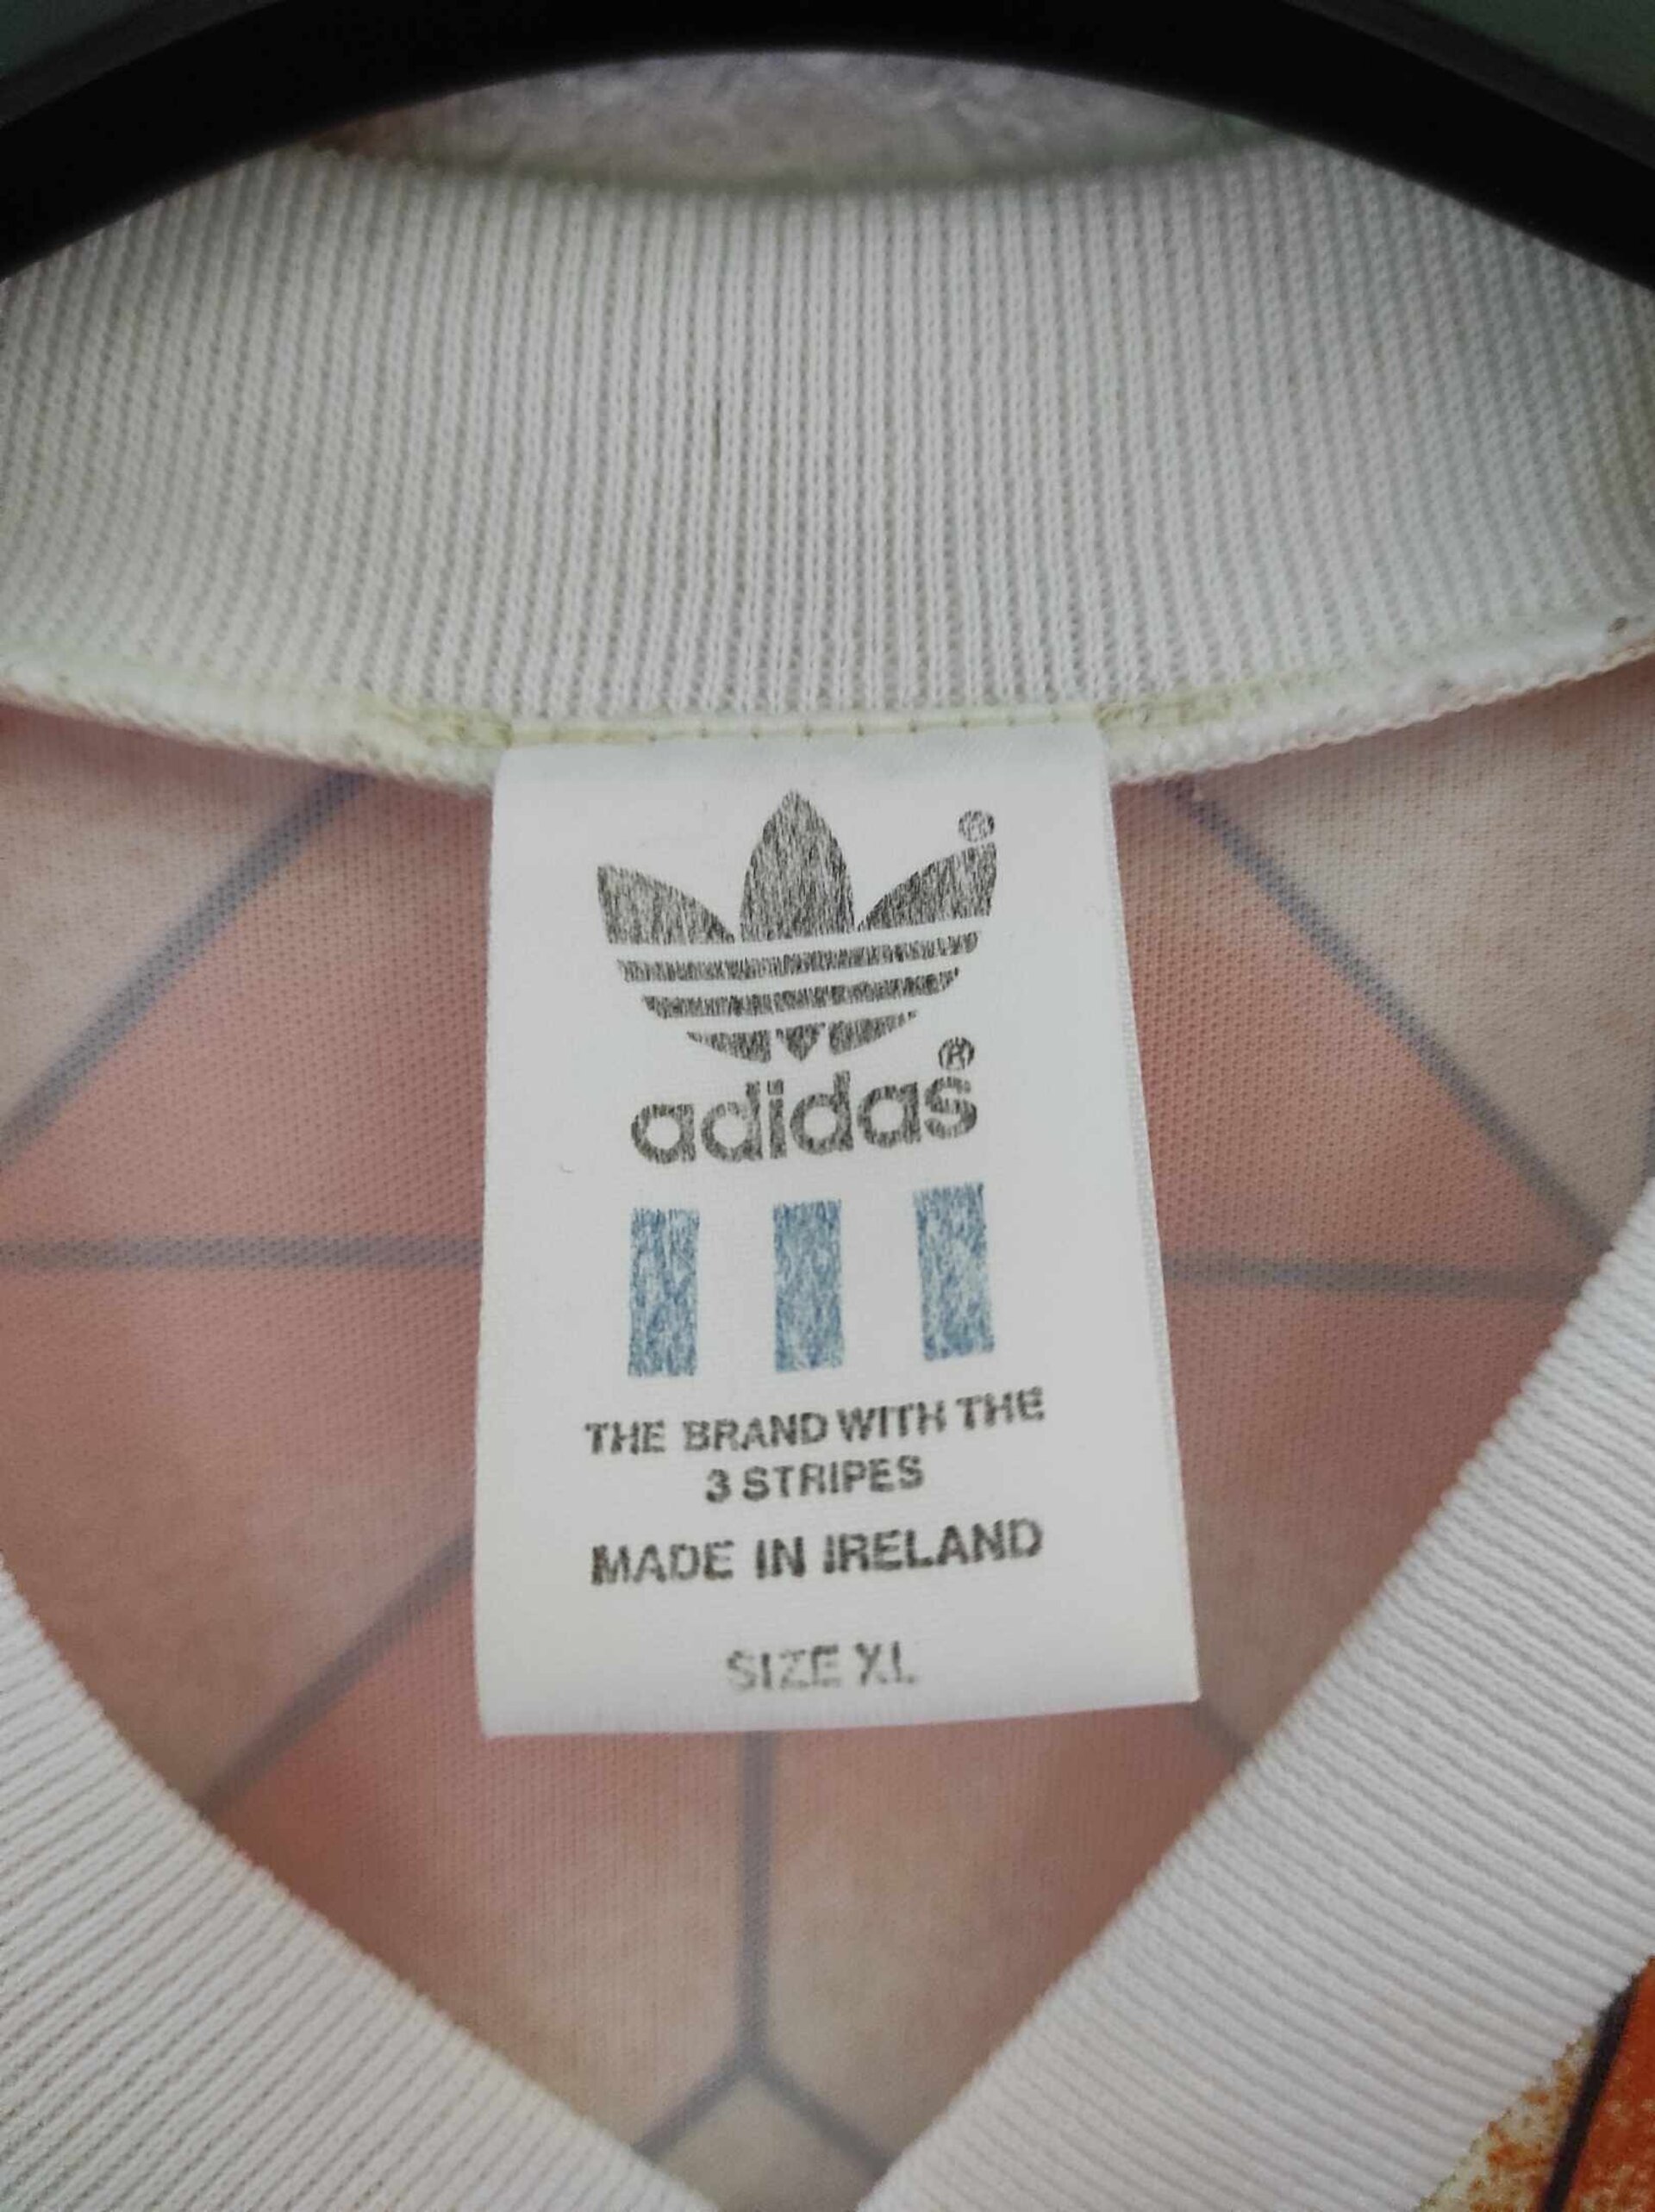 ®
adidas®
THE BRAND WITH THE
3 STRIPES
MADE IN IRELAND
SIZE XL